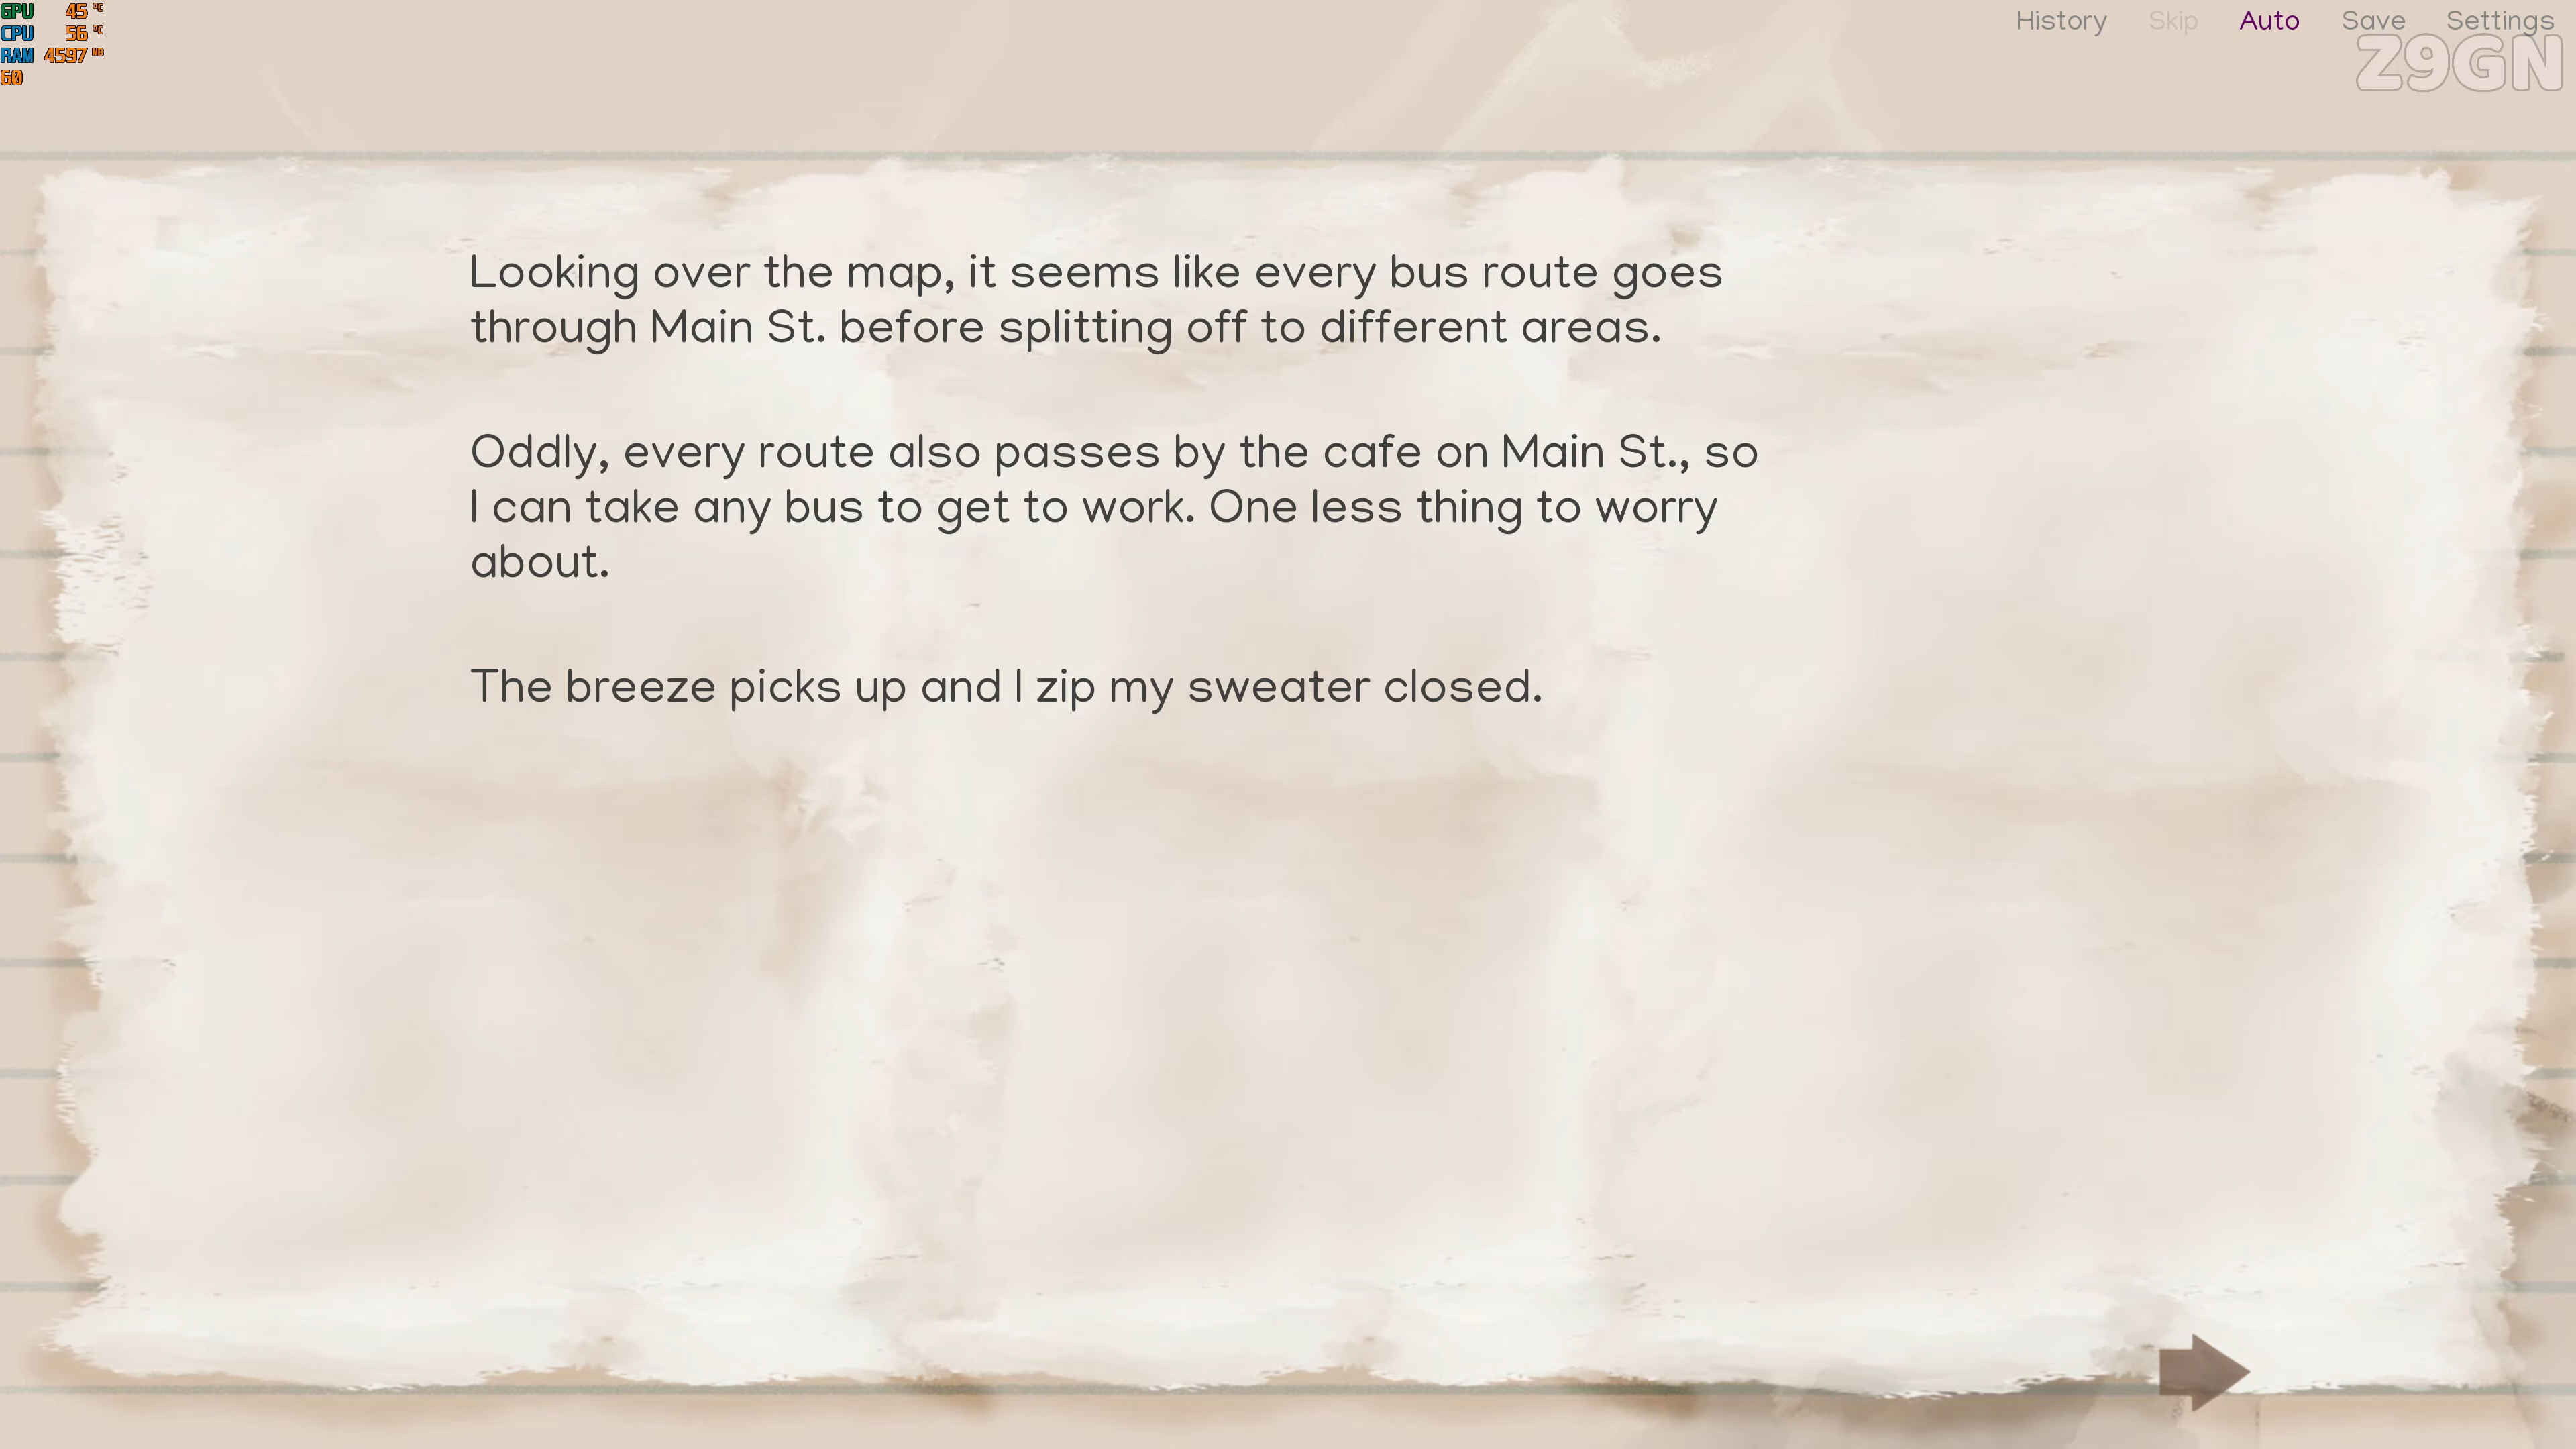 GPU 45 °C
CPU 56 °C
RAM 4597 MB
60
History Skip Auto Save Settings
Z9GN
Looking over the map, it seems like every bus route goes
through Main St. before splitting off to different areas.
Oddly, every route also passes by the cafe on Main St., so
I can take any bus to get to work. One less thing to worry
about.
The breeze picks up and I zip my sweater closed.